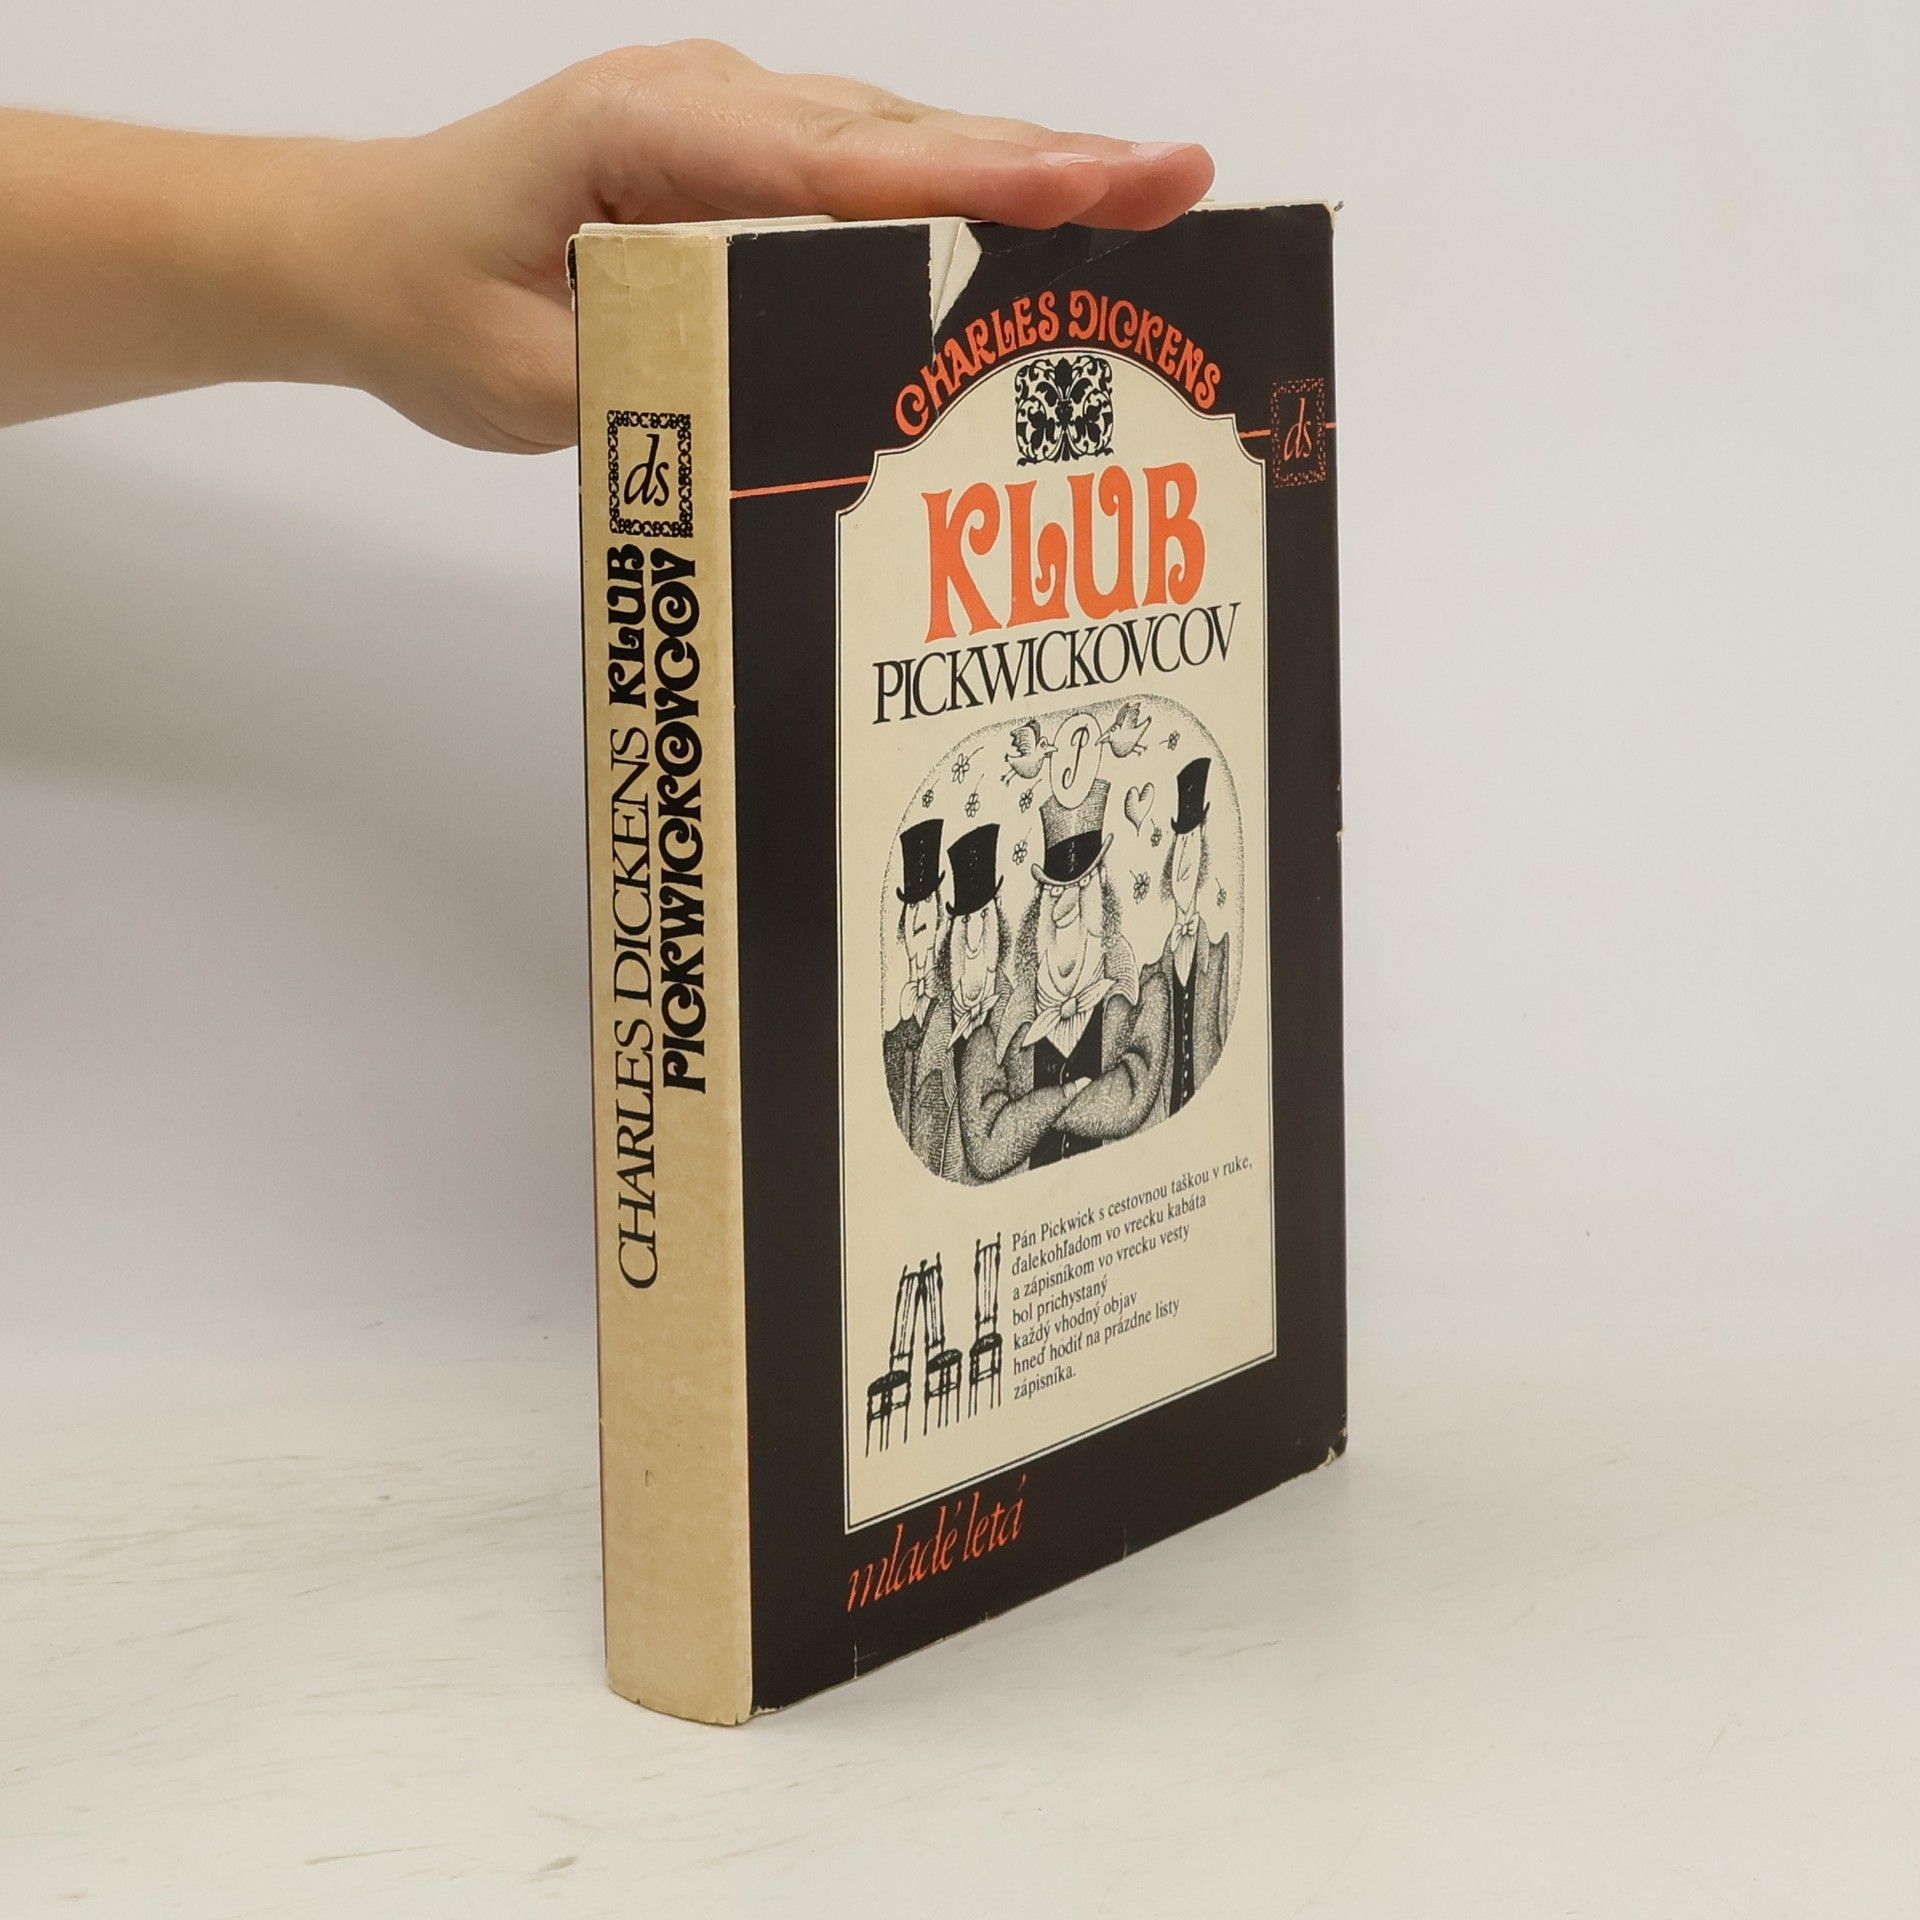 ds
CHARLES DICKENS KLUB
PICKWICKOVCOV
CHARLES DICKENS
ds
KLUB
PICKWICKOVCOV
P
Pán Pickwick s cestovnou taškou v ruke,
ďalekohľadom vo vrecku kabáta
a zápisníkom vo vrecku vesty
bol prichystaný
každý vhodný objav
hneď hodiť na prázdne listy
zápisníka.
mladé letá